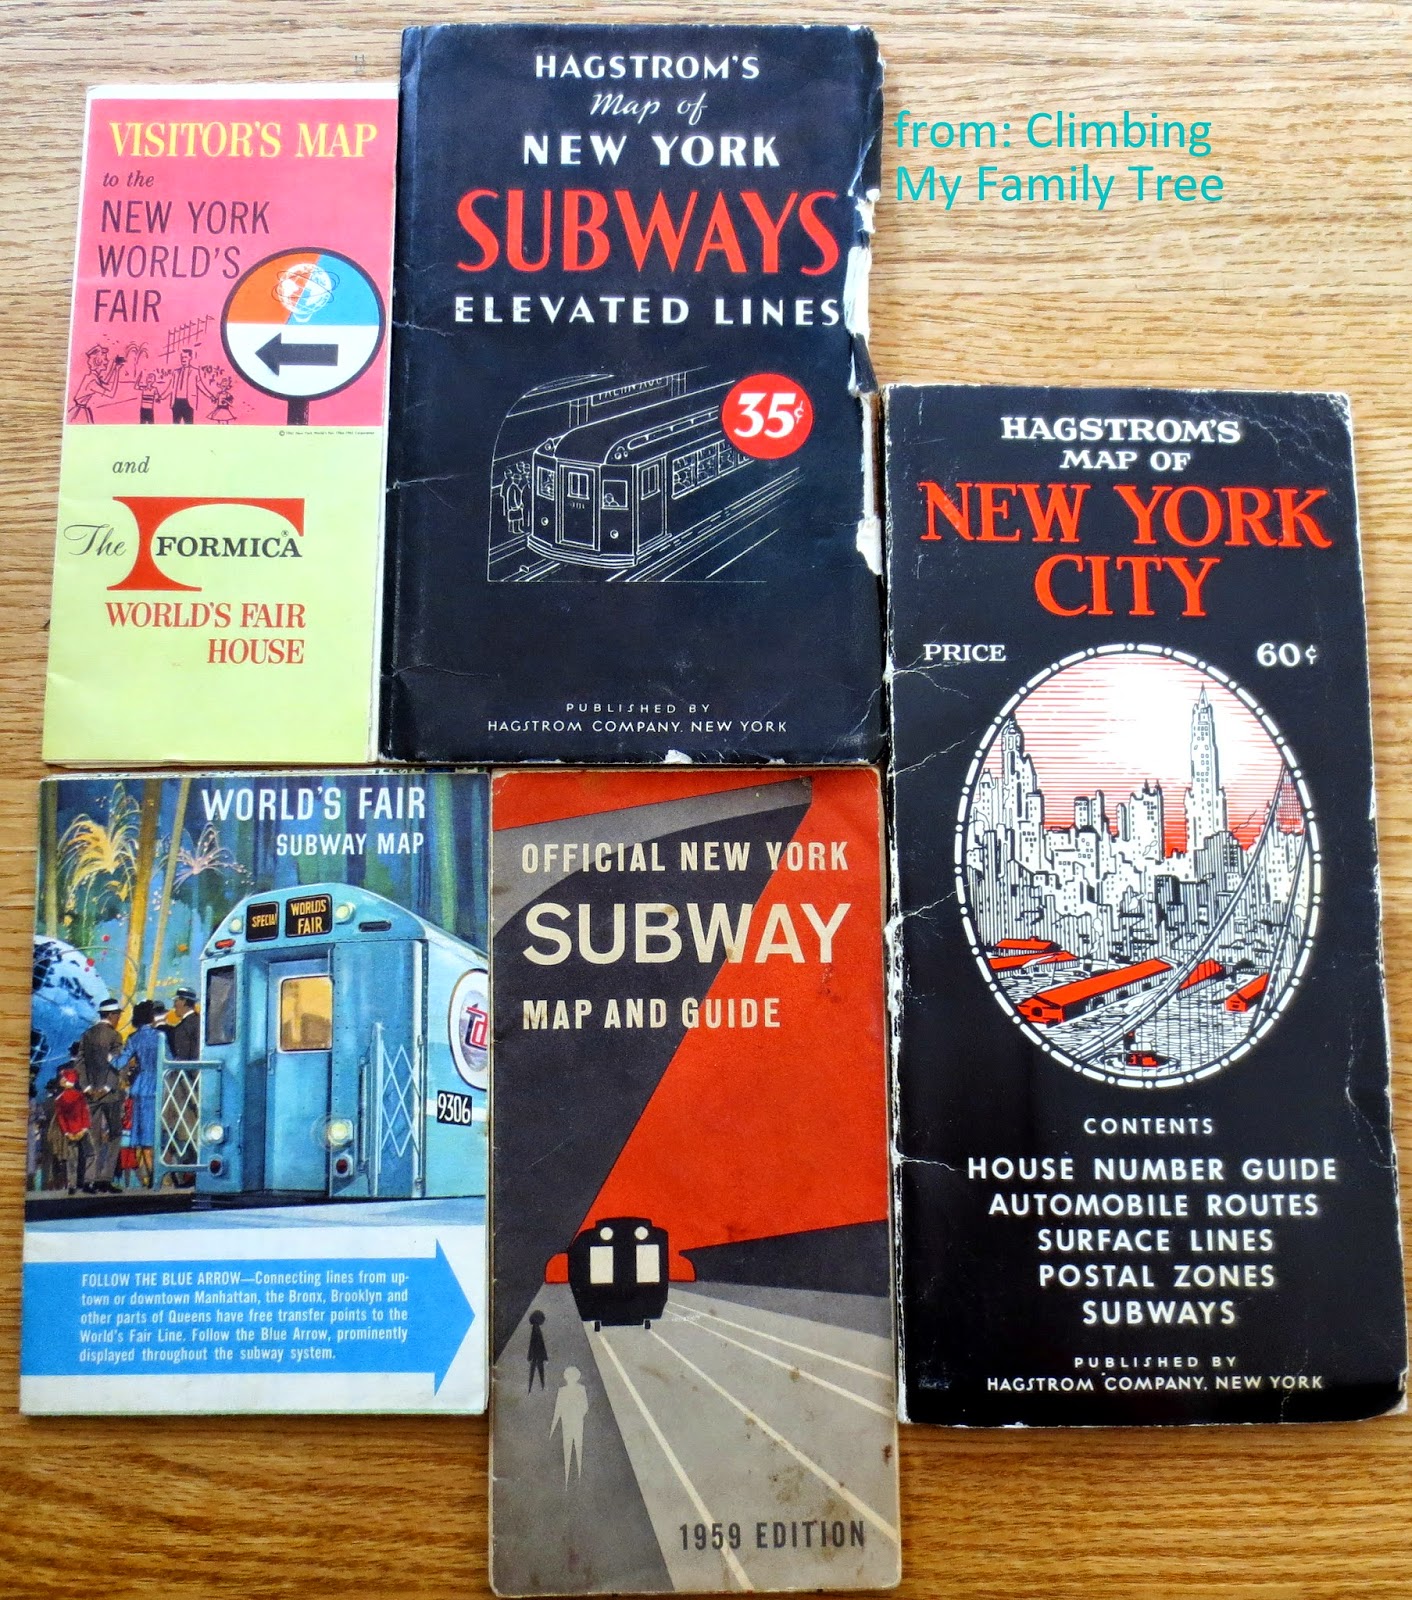 VISITOR'S MAP
to the
NEW YORK
WORLD'S
FAIR
and
The FORMICA®
WORLD'S FAIR
HOUSE
HAGSTROM'S
Map of
NEW YORK
SUBWAYS
ELEVATED LINES
35¢
PUBLISHED BY
HAGSTROM COMPANY, NEW YORK
from: Climbing
My Family Tree
HAGSTROM'S
MAP OF
NEW YORK
CITY
PRICE 60¢
CONTENTS
HOUSE NUMBER GUIDE
AUTOMOBILE ROUTES
SURFACE LINES
POSTAL ZONES
SUBWAYS
PUBLISHED BY
HAGSTROM COMPANY, NEW YORK
WORLD'S FAIR
SUBWAY MAP
SPECIAL
WORLDS
FAIR
9306
FOLLOW THE BLUE ARROW—Connecting lines from up-
town or downtown Manhattan, the Bronx, Brooklyn and
other parts of Queens have free transfer points to the
World's Fair Line. Follow the Blue Arrow, prominently
displayed throughout the subway system.
OFFICIAL NEW YORK
SUBWAY
MAP AND GUIDE
1959 EDITION